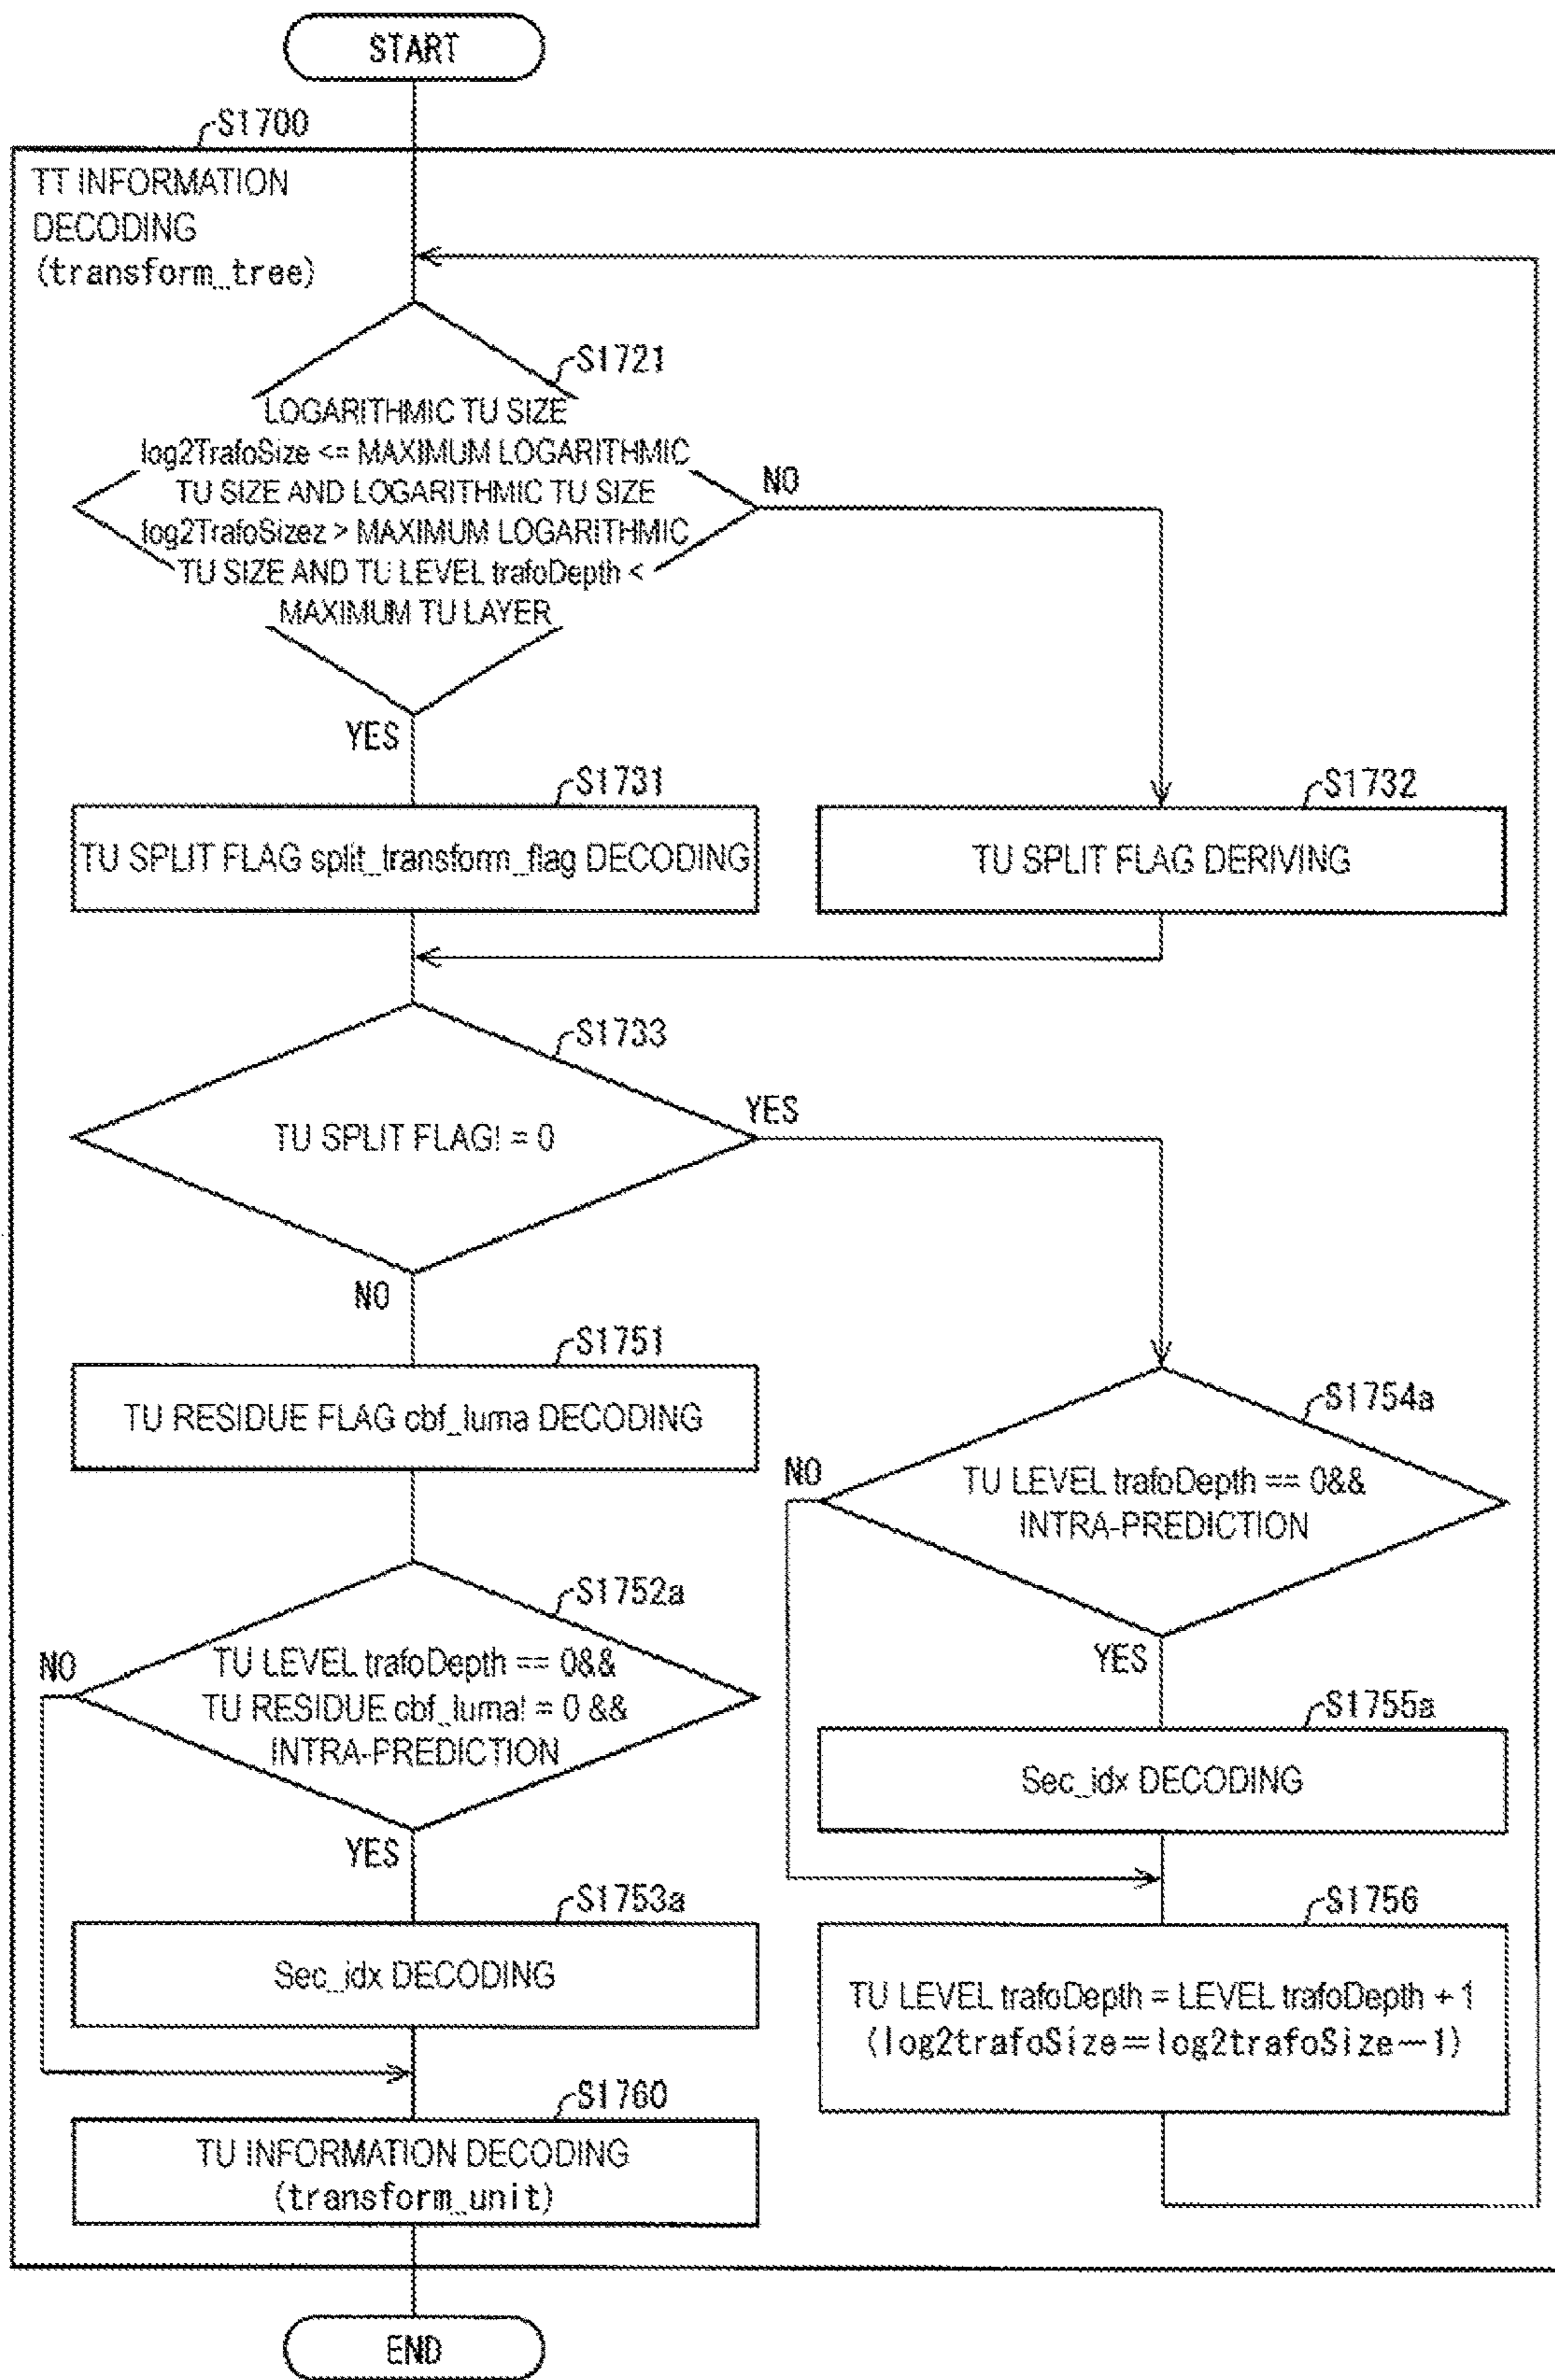 START
S1700
TT INFORMATION
DECODING
(transform_tree)
S1721
LOGARITHMIC TU SIZE
log2TrafoSize <= MAXIMUM LOGARITHMIC
TU SIZE AND LOGARITHMIC TU SIZE
log2TrafoSizez > MAXIMUM LOGARITHMIC
TU SIZE AND TU LEVEL trafoDepth <
MAXIMUM TU LAYER
NO
YES
S1731
TU SPLIT FLAG split_transform_flag DECODING
S1732
TU SPLIT FLAG DERIVING
S1733
TU SPLIT FLAG! = 0
YES
NO
S1751
TU RESIDUE FLAG cbf_luma DECODING
S1754a
TU LEVEL trafoDepth == 0&&
INTRA-PREDICTION
NO
YES
S1752a
TU LEVEL trafoDepth == 0&&
TU RESIDUE cbf_luma! = 0 &&
INTRA-PREDICTION
NO
YES
S1755a
Sec_idx DECODING
S1753a
Sec_idx DECODING
S1756
TU LEVEL trafoDepth = LEVEL trafoDepth + 1
(log2trafoSize=log2trafoSize-1)
S1760
TU INFORMATION DECODING
(transform_unit)
END